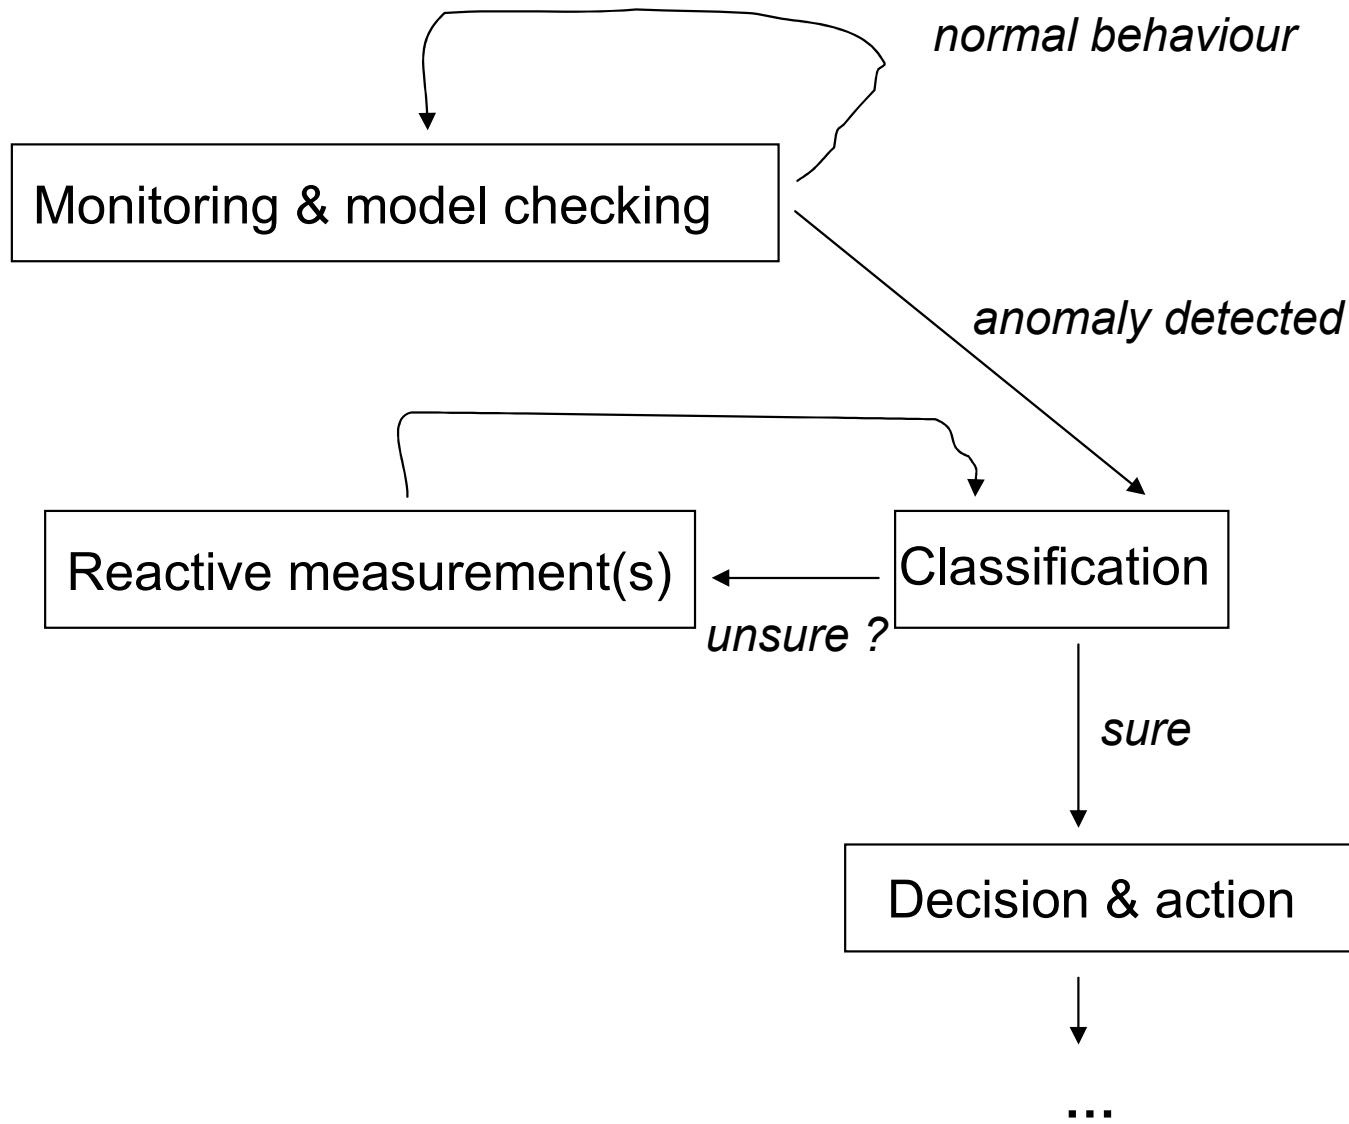 normal behaviour
Monitoring & model checking
anomaly detected
Reactive measurement(s)
Classification
unsure ?
sure
Decision & action
...